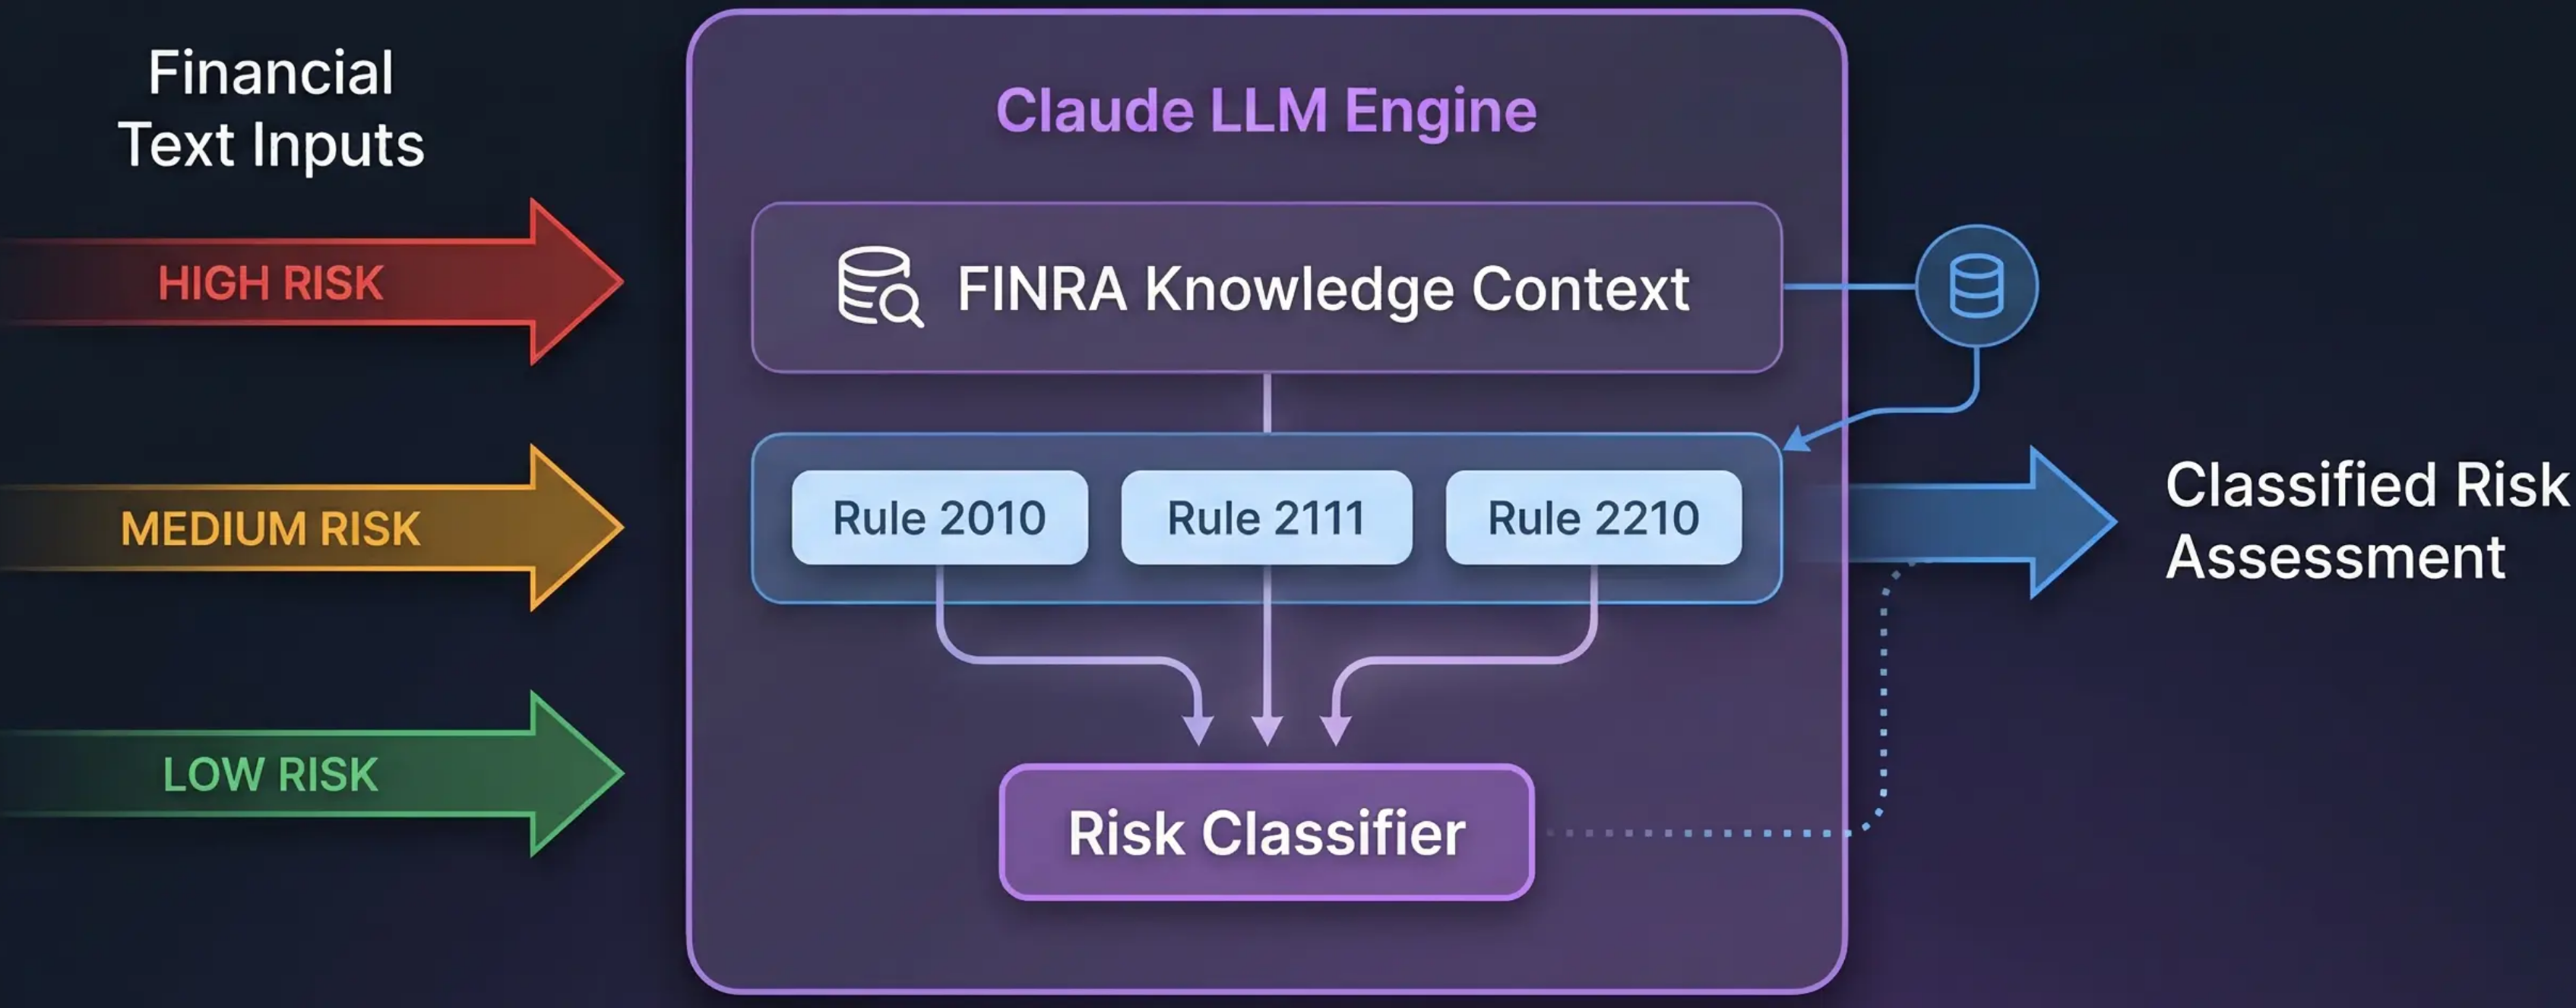 Financial
Text Inputs
HIGH RISK
MEDIUM RISK
LOW RISK
Claude LLM Engine
FINRA Knowledge Context
Rule 2010
Rule 2111
Rule 2210
Risk Classifier
Classified Risk
Assessment